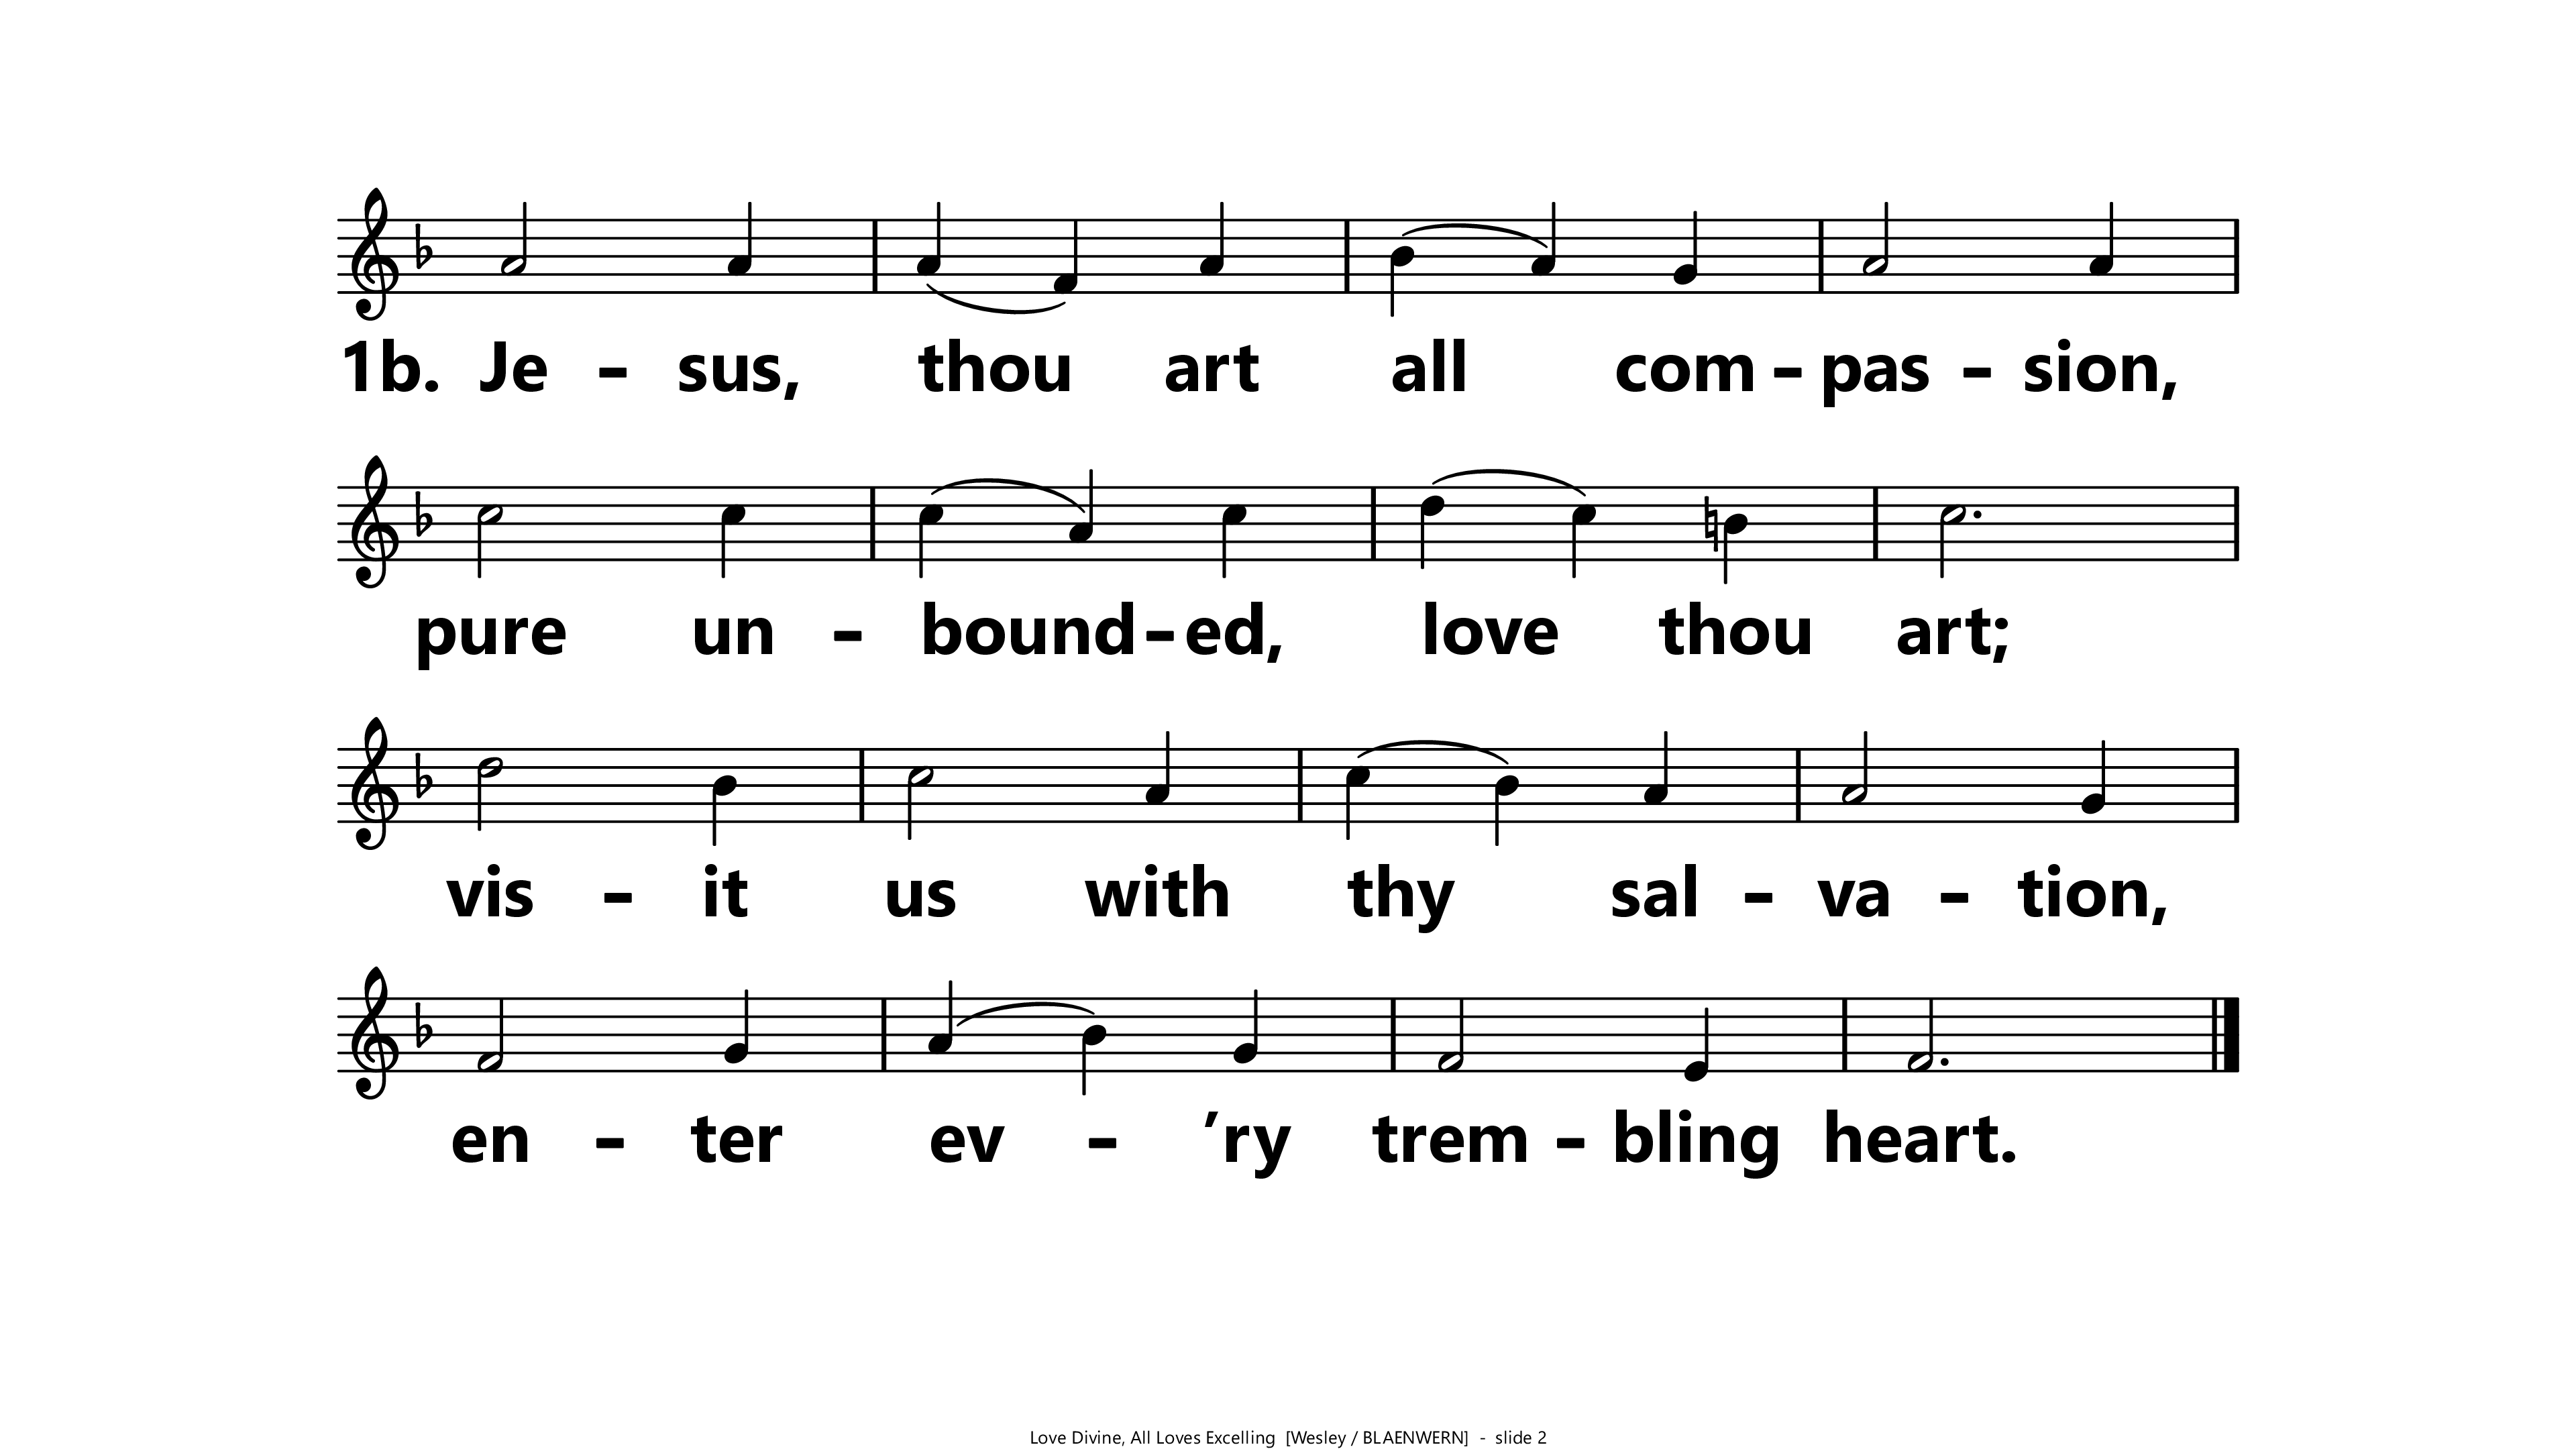 1b. Je - sus, thou art all com - pas - sion,
pure un - bound - ed, love thou art;
vis - it us with thy sal - va - tion,
en - ter ev - ’ry trem - bling heart.
Love Divine, All Loves Excelling [Wesley / BLAENWERN] - slide 2